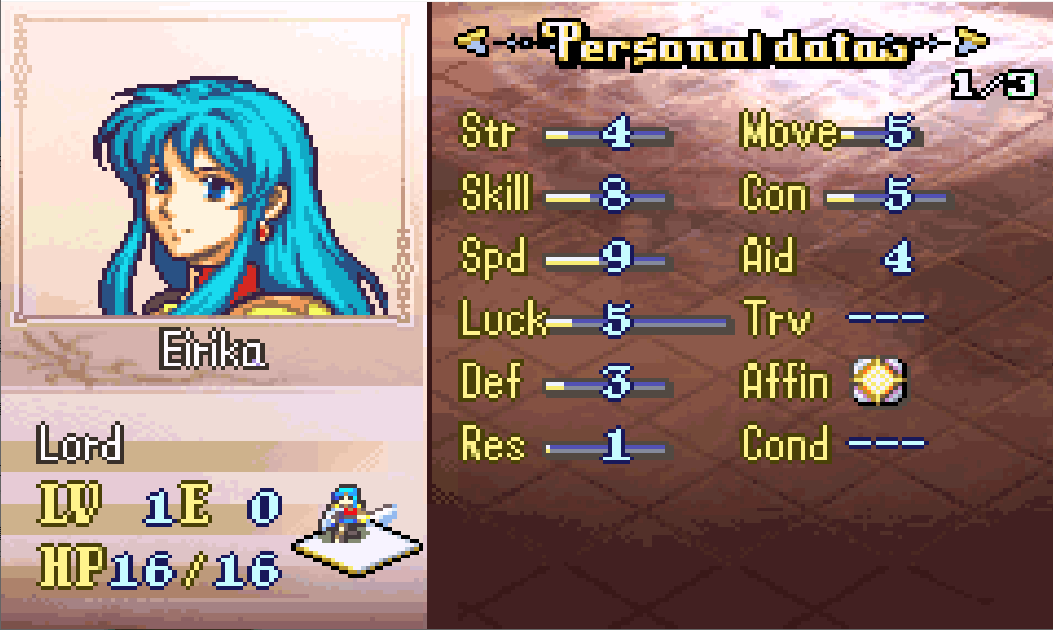 Personal datas
1/3
Str 4 Move 5
Skill 8 Con 5
Spd 9 Aid 4
Luck 5 Trv ---
Def 3 Affin
Res 1 Cond ---
Eirika
Lord
LV 1 E 0
HP 16/16